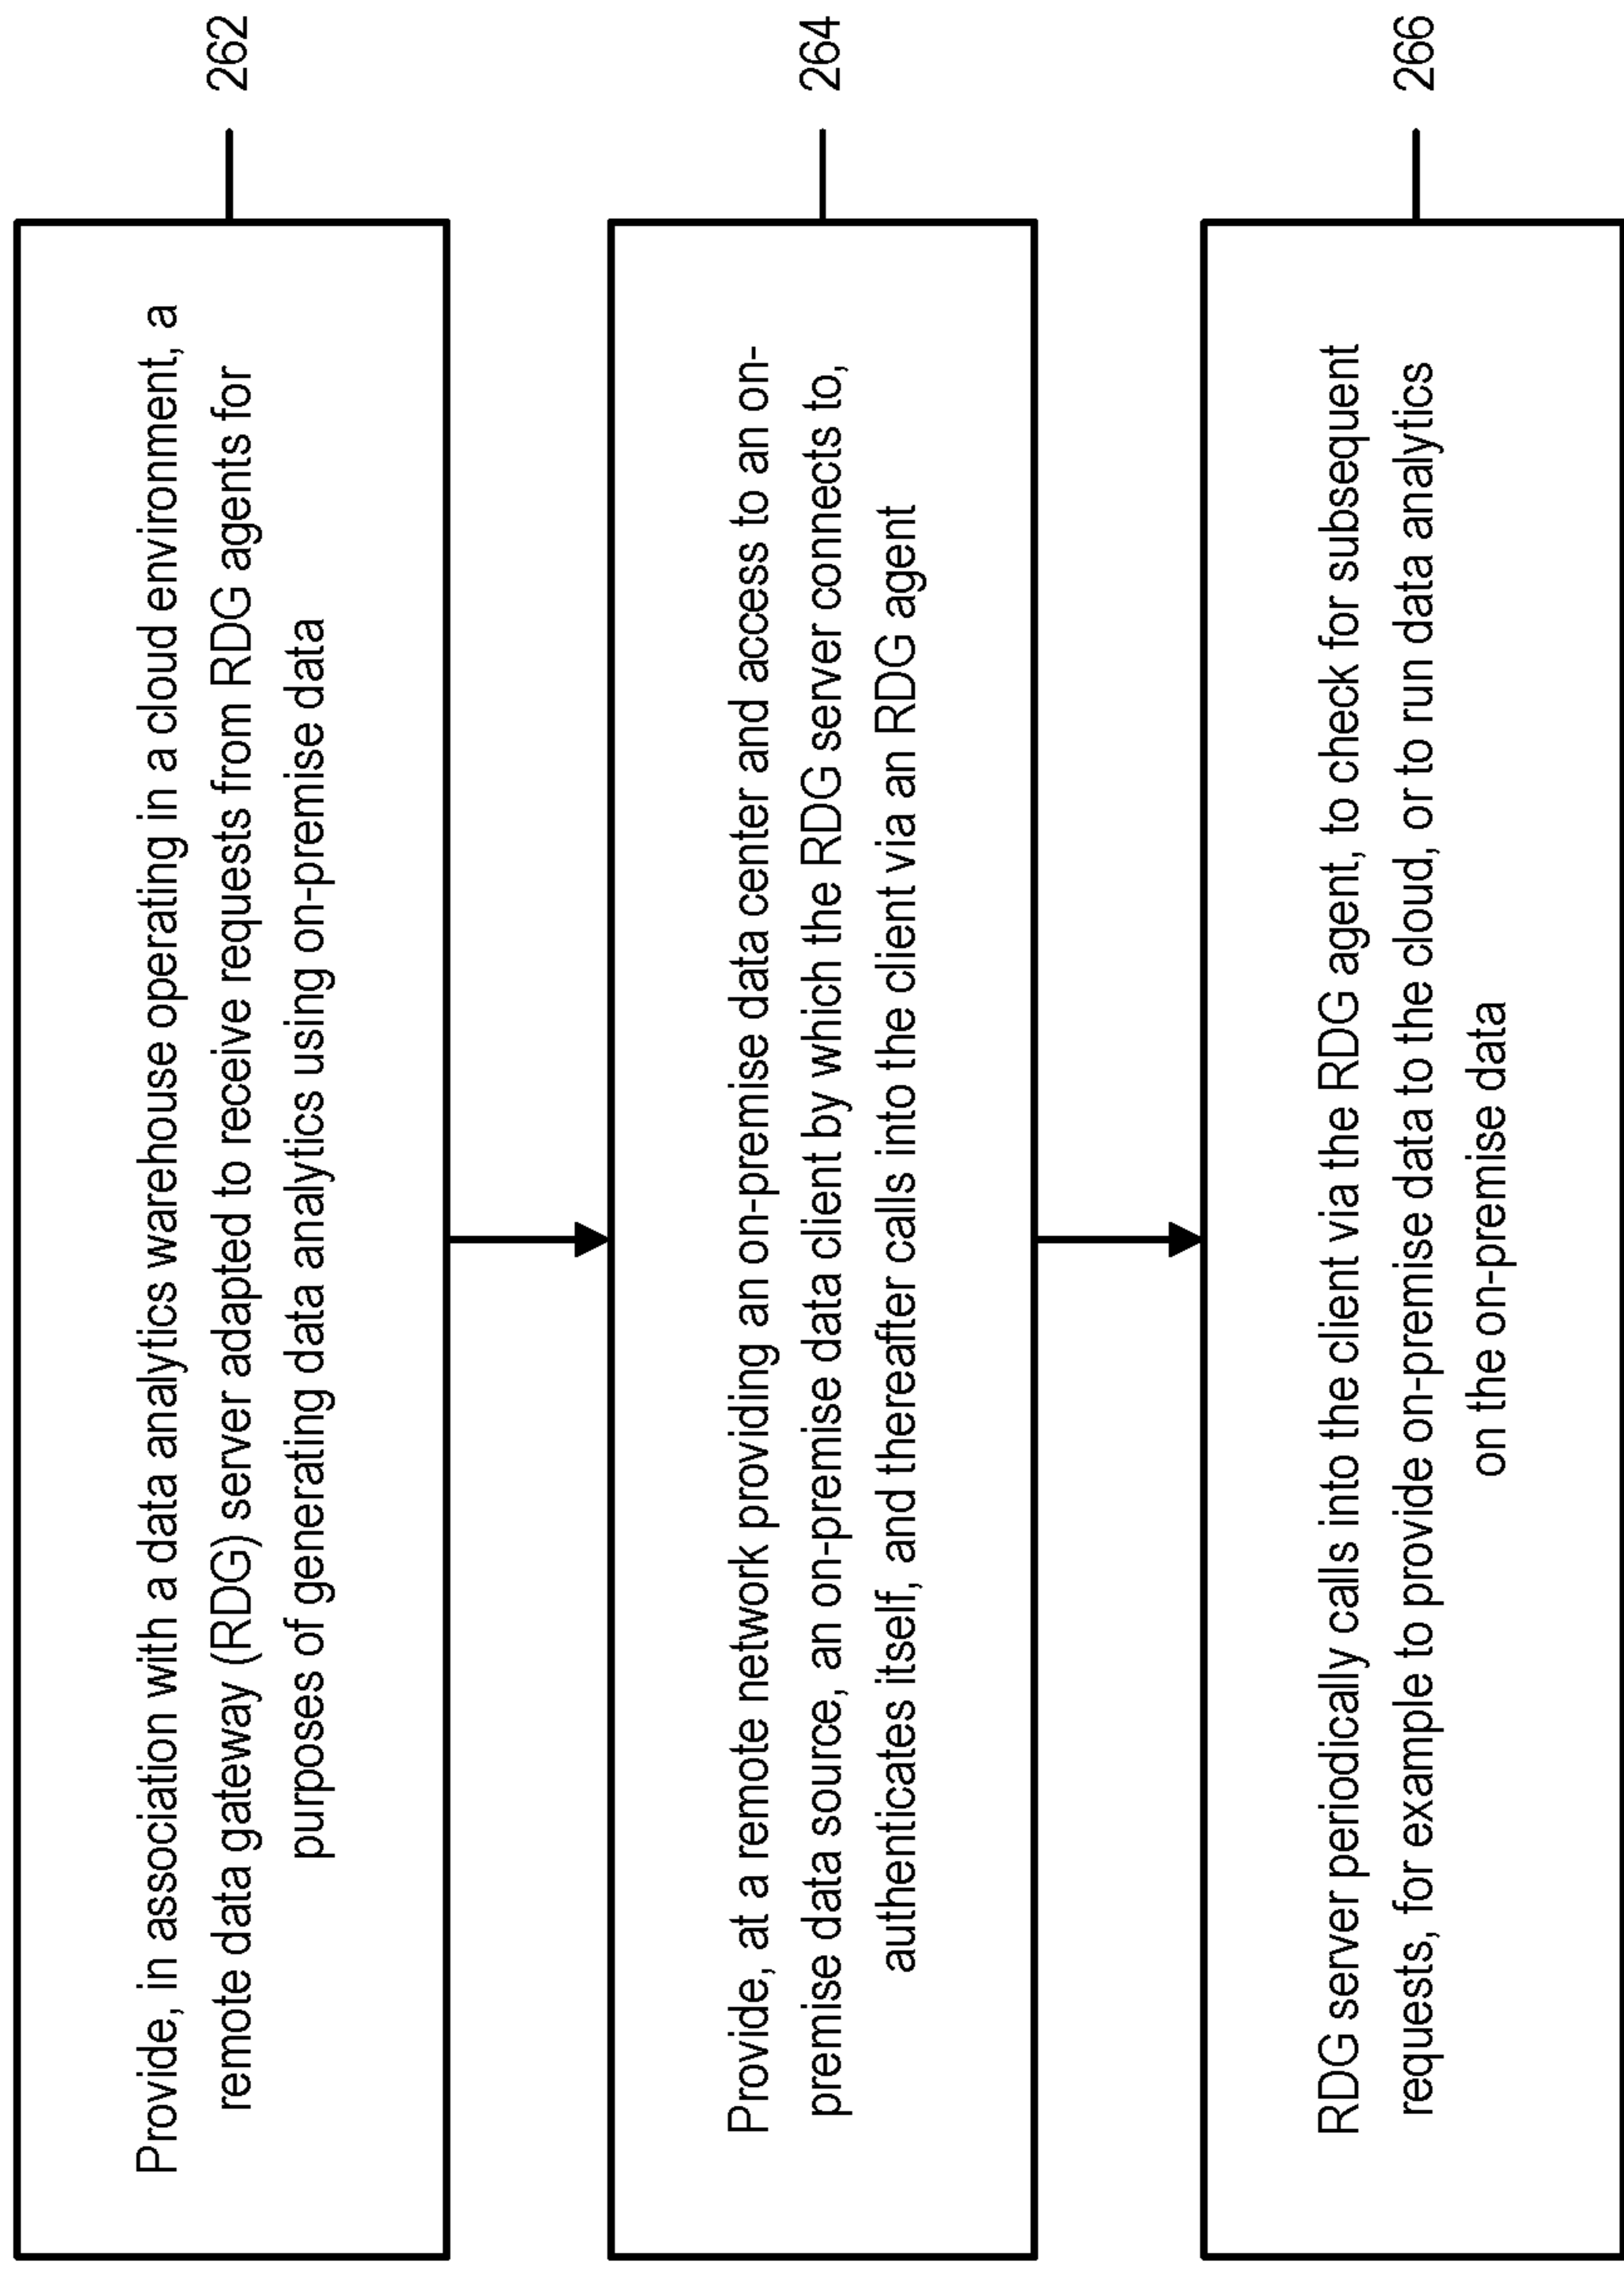 Provide, in association with a data analytics warehouse operating in a cloud environment, a
remote data gateway (RDG) server adapted to receive requests from RDG agents for
purposes of generating data analytics using on-premise data
262
Provide, at a remote network providing an on-premise data center and access to an on-
premise data source, an on-premise data client by which the RDG server connects to,
authenticates itself, and thereafter calls into the client via an RDG agent
264
RDG server periodically calls into the client via the RDG agent, to check for subsequent
requests, for example to provide on-premise data to the cloud, or to run data analytics
on the on-premise data
266